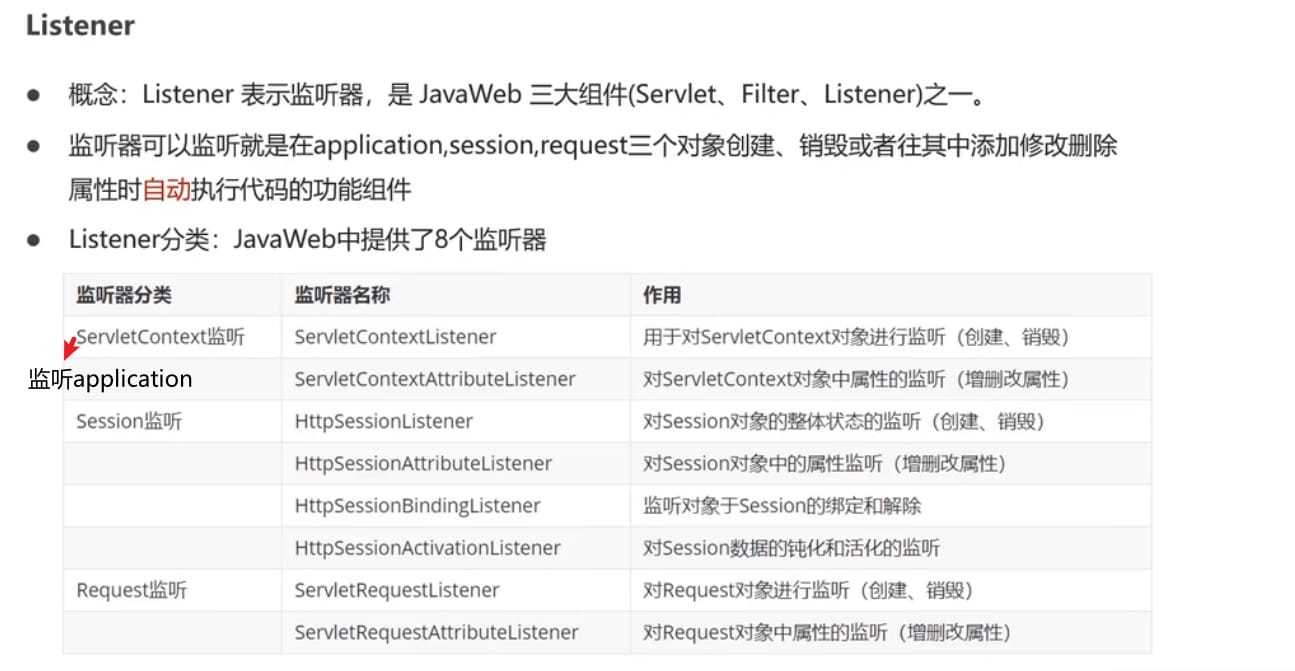 Listener
● 概念：Listener 表示监听器，是 JavaWeb 三大组件(Servlet、Filter、Listener)之一。
● 监听器可以监听就是在application,session,request三个对象创建、销毁或者往其中添加修改删除
属性时自动执行代码的功能组件
● Listener分类：JavaWeb中提供了8个监听器
监听器分类 监听器名称 作用
ServletContext监听 ServletContextListener 用于对ServletContext对象进行监听（创建、销毁）
监听application ServletContextAttributeListener 对ServletContext对象中属性的监听（增删改属性）
Session监听 HttpSessionListener 对Session对象的整体状态的监听（创建、销毁）
HttpSessionAttributeListener 对Session对象中的属性监听（增删改属性）
HttpSessionBindingListener 监听对象于Session的绑定和解除
HttpSessionActivationListener 对Session数据的钝化和活化的监听
Request监听 ServletRequestListener 对Request对象进行监听（创建、销毁）
ServletRequestAttributeListener 对Request对象中属性的监听（增删改属性）